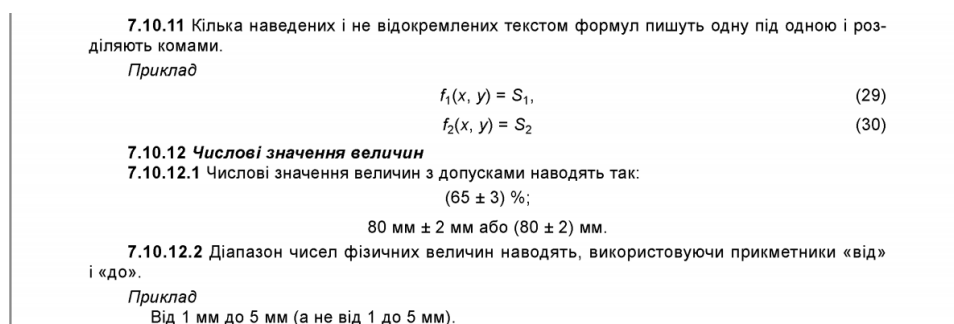 7.10.11 Кілька наведених і не відокремлених текстом формул пишуть одну під одною і роз-
діляють комами.
Приклад
f₁(x, y) = S₁, (29)
f₂(x, y) = S₂ (30)
7.10.12 Числові значення величин
7.10.12.1 Числові значення величин з допусками наводять так:
(65 ± 3) %;
80 мм ± 2 мм або (80 ± 2) мм.
7.10.12.2 Діапазон чисел фізичних величин наводять, використовуючи прикметники «від»
і «до».
Приклад
Від 1 мм до 5 мм (а не від 1 до 5 мм).